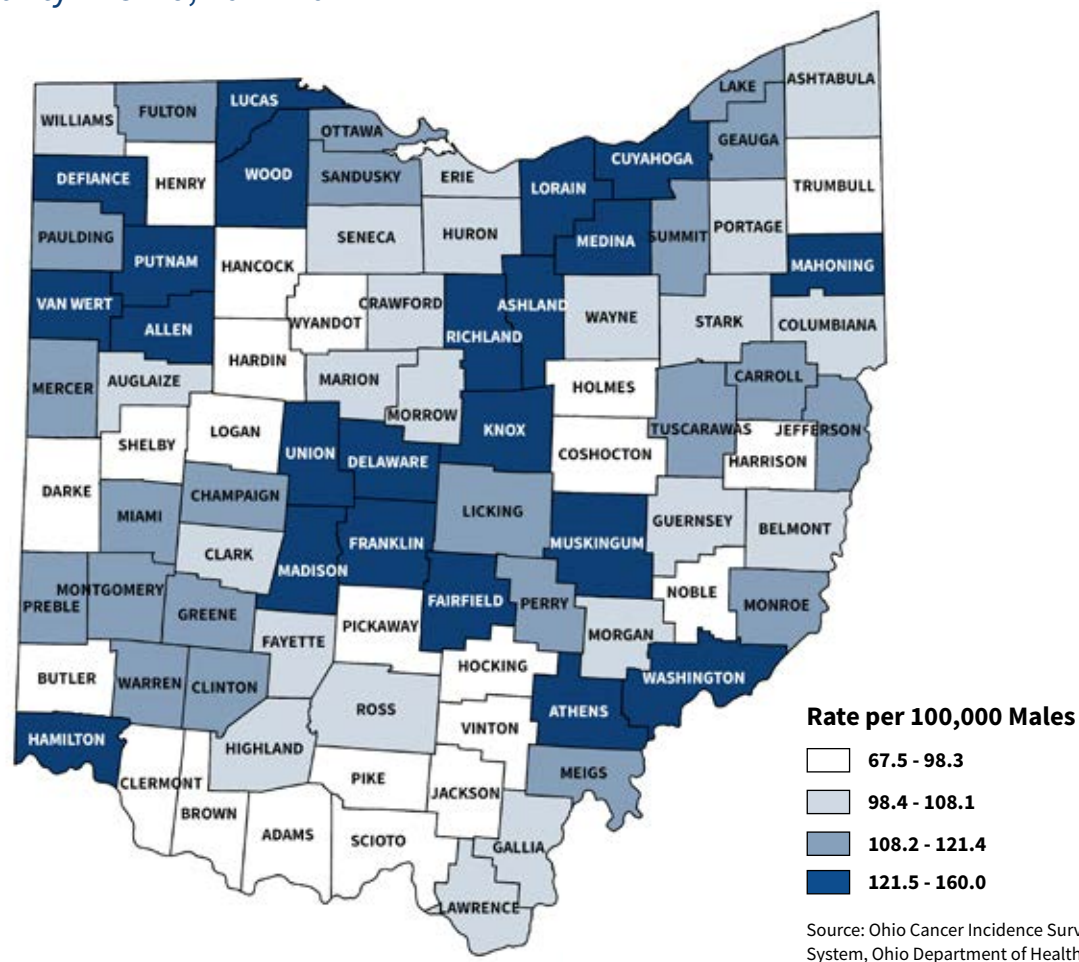 ASHTABULA
LAKE
LUCAS
FULTON
WILLIAMS
OTTAWA
GEAUGA
CUYAHOGA
WOOD
SANDUSKY
ERIE
DEFIANCE
HENRY
LORAIN
TRUMBULL
PORTAGE
PAULDING
SENECA
HURON
MEDINA
SUMMIT
PUTNAM
HANCOCK
MAHONING
VAN WERT
CRAWFORD
ASHLAND
WYANDOT
WAYNE
STARK
COLUMBIANA
ALLEN
RICHLAND
HARDIN
MERCER
AUGLAIZE
MARION
HOLMES
CARROLL
MORROW
SHELBY
LOGAN
KNOX
TUSCARAWAS
JEFFERSON
UNION
DELAWARE
COSHOCTON
HARRISON
DARKE
CHAMPAIGN
MIAMI
LICKING
GUERNSEY
BELMONT
CLARK
FRANKLIN
MUSKINGUM
MADISON
MONTGOMERY
PREBLE
GREENE
FAIRFIELD
PERRY
NOBLE
MONROE
FAYETTE
PICKAWAY
MORGAN
BUTLER
WARREN
CLINTON
HOCKING
WASHINGTON
ROSS
ATHENS
HAMILTON
HIGHLAND
VINTON
CLERMONT
PIKE
JACKSON
MEIGS
BROWN
ADAMS
SCIOTO
GALLIA
LAWRENCE
Rate per 100,000 Males
67.5 - 98.3
98.4 - 108.1
108.2 - 121.4
121.5 - 160.0
Source: Ohio Cancer Incidence Surv
System, Ohio Department of Health